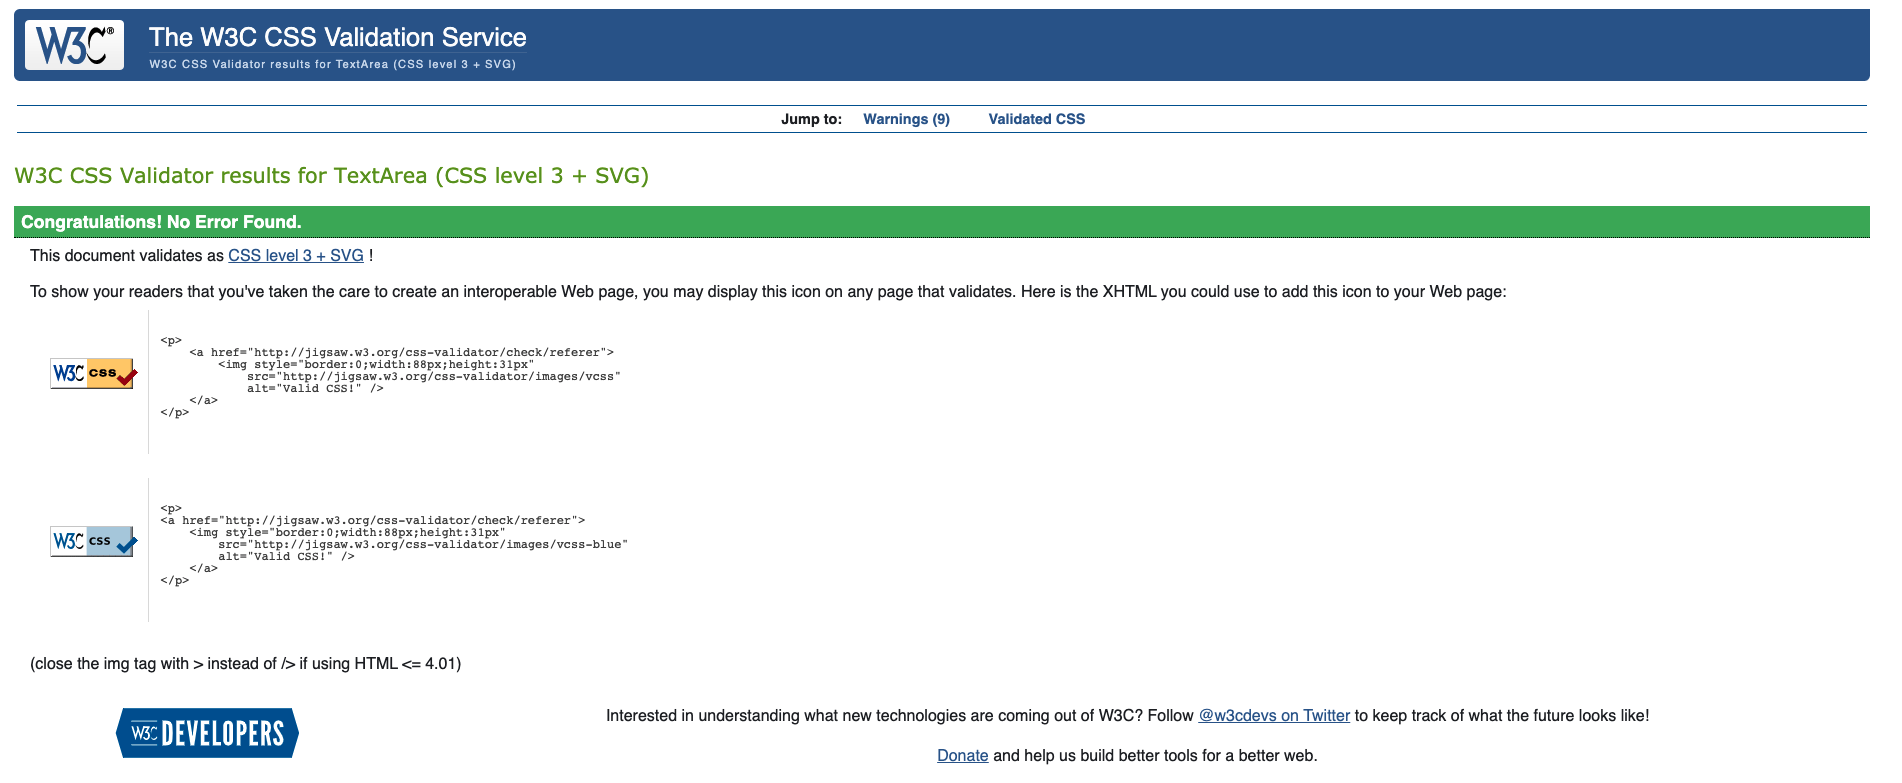 W3C®
The W3C CSS Validation Service
W3C CSS Validator results for TextArea (CSS level 3 + SVG)
Jump to: Warnings (9) Validated CSS
W3C CSS Validator results for TextArea (CSS level 3 + SVG)
Congratulations! No Error Found.
This document validates as CSS level 3 + SVG !
To show your readers that you've taken the care to create an interoperable Web page, you may display this icon on any page that validates. Here is the XHTML you could use to add this icon to your Web page:
W3C css
<p>
    <a href="http://jigsaw.w3.org/css-validator/check/referer">
        <img style="border:0;width:88px;height:31px"
            src="http://jigsaw.w3.org/css-validator/images/vcss"
            alt="Valid CSS!" />
    </a>
</p>
W3C css
<p>
<a href="http://jigsaw.w3.org/css-validator/check/referer">
    <img style="border:0;width:88px;height:31px"
        src="http://jigsaw.w3.org/css-validator/images/vcss-blue"
        alt="Valid CSS!" />
    </a>
</p>
(close the img tag with > instead of /> if using HTML <= 4.01)
W3C DEVELOPERS
Interested in understanding what new technologies are coming out of W3C? Follow @w3cdevs on Twitter to keep track of what the future looks like!
Donate and help us build better tools for a better web.